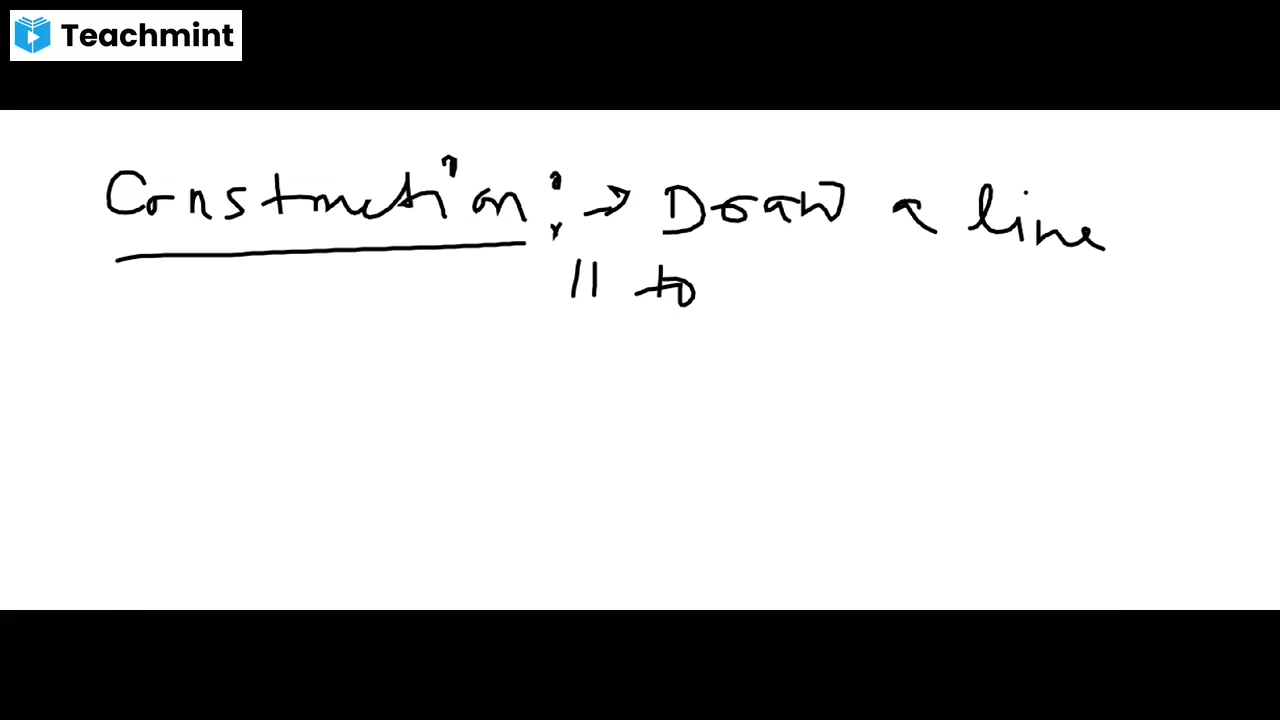 Teachmint
Construction : → Draw a line
|| to